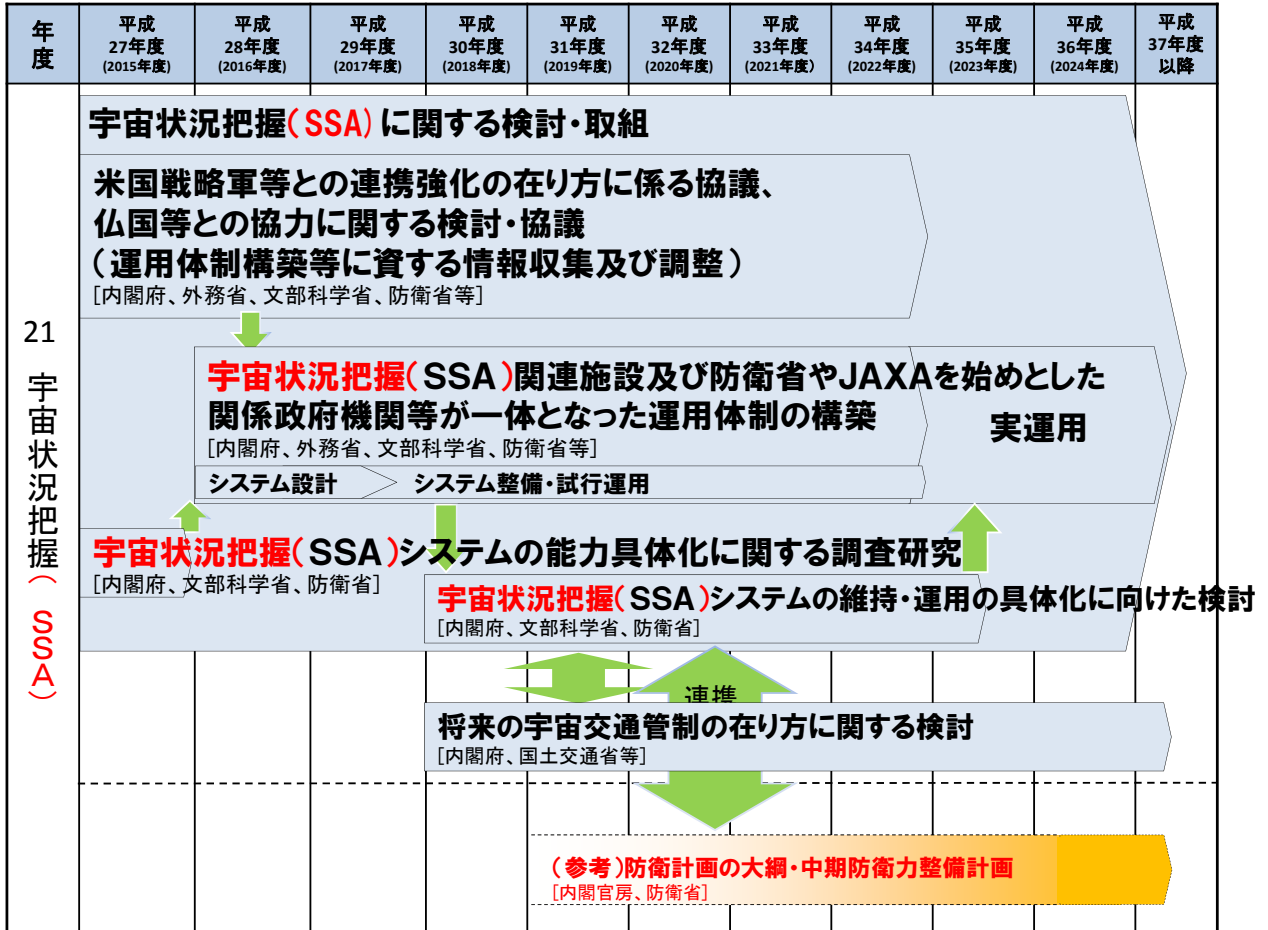 年度
平成27年度(2015年度)
平成28年度(2016年度)
平成29年度(2017年度)
平成30年度(2018年度)
平成31年度(2019年度)
平成32年度(2020年度)
平成33年度(2021年度)
平成34年度(2022年度)
平成35年度(2023年度)
平成36年度(2024年度)
平成37年度以降
21 宇宙状況把握(SSA)
宇宙状況把握(SSA)に関する検討・取組
米国戦略軍等との連携強化の在り方に係る協議、
仏国等との協力に関する検討・協議
(運用体制構築等に資する情報収集及び調整)
[内閣府、外務省、文部科学省、防衛省等]
宇宙状況把握(SSA)関連施設及び防衛省やJAXAを始めとした
関係政府機関等が一体となった運用体制の構築
[内閣府、外務省、文部科学省、防衛省等]
実運用
システム設計
システム整備・試行運用
宇宙状況把握(SSA)システムの能力具体化に関する調査研究
[内閣府、文部科学省、防衛省]
宇宙状況把握(SSA)システムの維持・運用の具体化に向けた検討
[内閣府、文部科学省、防衛省]
連携
将来の宇宙交通管制の在り方に関する検討
[内閣府、国土交通省等]
(参考)防衛計画の大綱・中期防衛力整備計画
[内閣官房、防衛省]